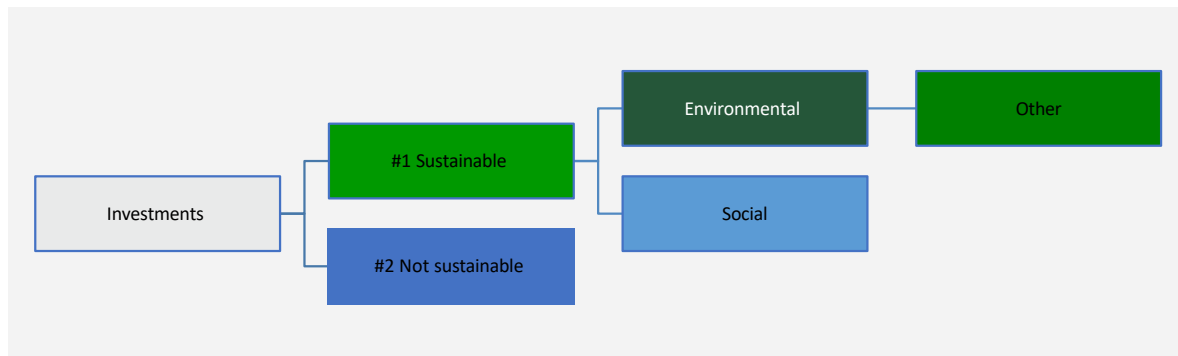 Environmental
Other
#1 Sustainable
Investments
Social
#2 Not sustainable